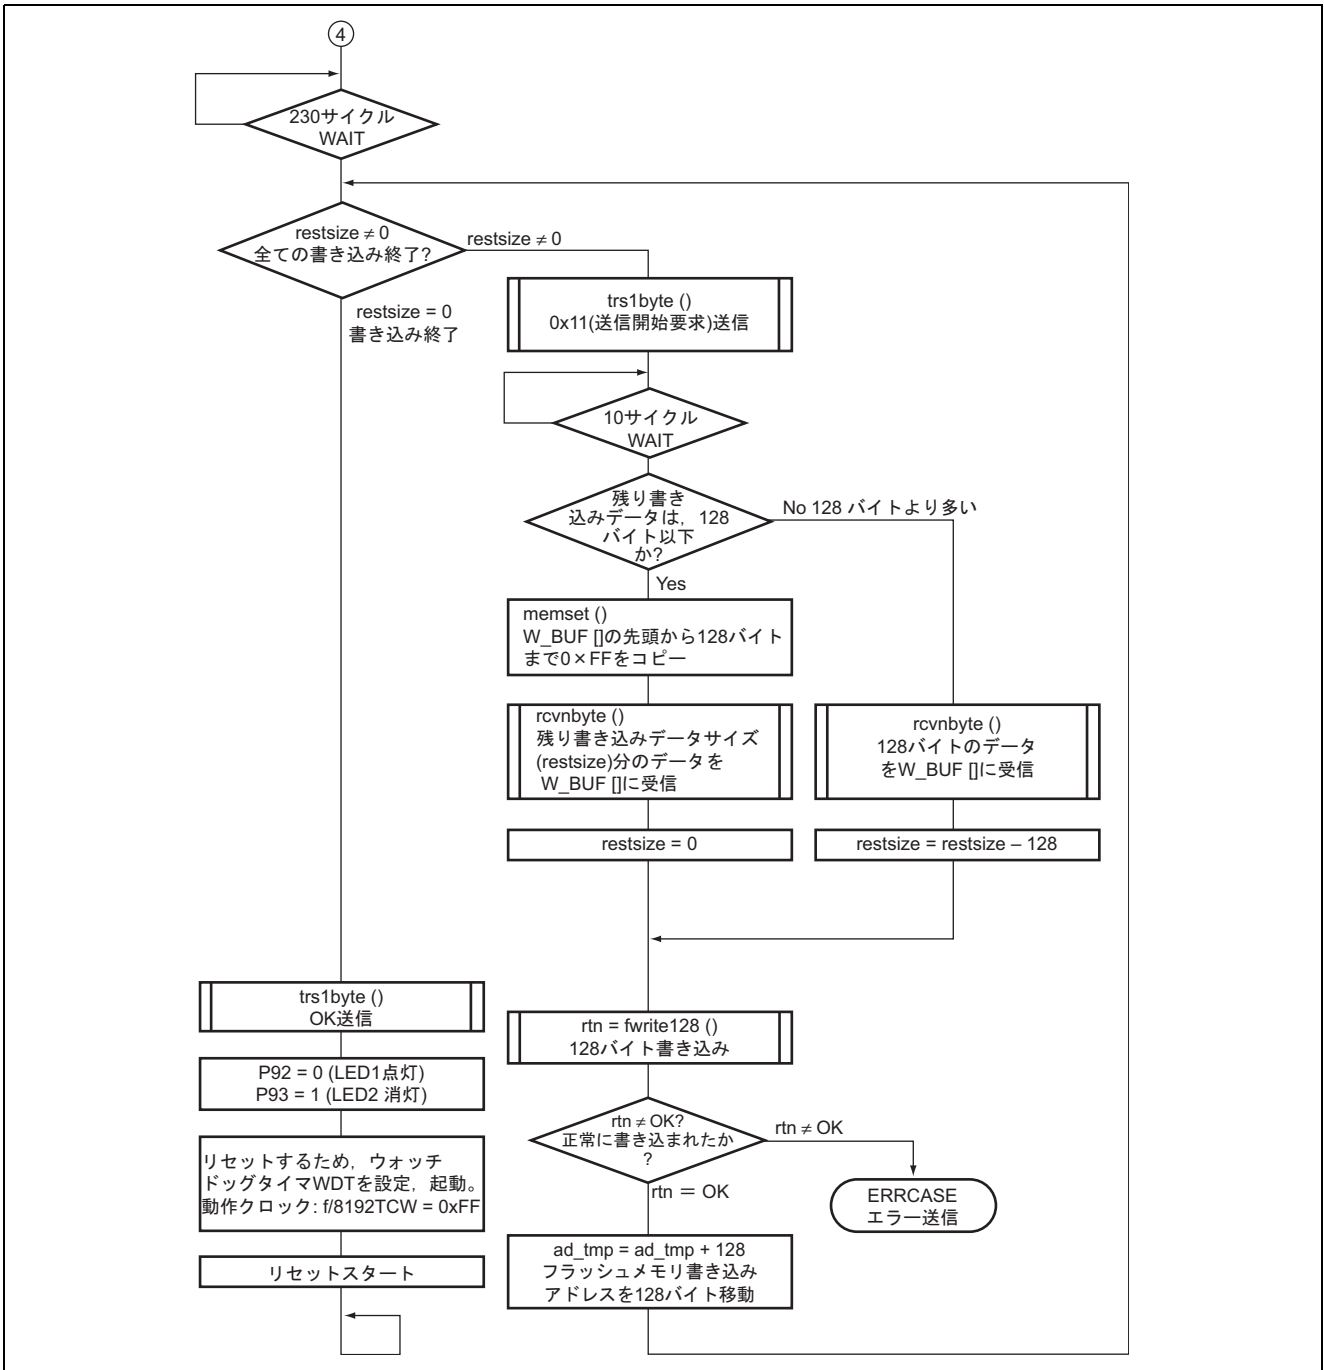 4
230サイクル
WAIT
restsize ≠ 0
全ての書き込み終了?
restsize ≠ 0
restsize = 0
書き込み終了
trs1byte ()
0x11(送信開始要求)送信
10サイクル
WAIT
残り書き
込みデータは，128
バイト以下
か?
No 128 バイトより多い
Yes
memset ()
W_BUF []の先頭から128バイト
まで0×FFをコピー
rcvnbyte ()
残り書き込みデータサイズ
(restsize)分のデータを
W_BUF []に受信
rcvnbyte ()
128バイトのデータ
をW_BUF []に受信
restsize = 0
restsize = restsize – 128
trs1byte ()
OK送信
P92 = 0 (LED1点灯)
P93 = 1 (LED2 消灯)
リセットするため，ウォッチ
ドッグタイマWDTを設定，起動。
動作クロック: f/8192TCW = 0xFF
リセットスタート
rtn = fwrite128 ()
128バイト書き込み
rtn ≠ OK?
正常に書き込まれたか
?
rtn ≠ OK
rtn ＝ OK
ERRCASE
エラー送信
ad_tmp = ad_tmp + 128
フラッシュメモリ書き込み
アドレスを128バイト移動